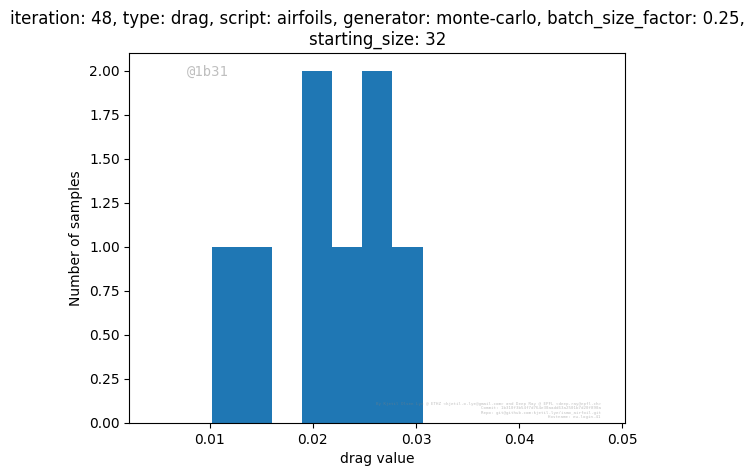 iteration: 48, type: drag, script: airfoils, generator: monte-carlo, batch_size_factor: 0.25,
starting_size: 32
@1b31
2.00
1.75
1.50
1.25
1.00
0.75
0.50
0.25
0.00
Number of samples
0.01
0.02
0.03
0.04
0.05
drag value